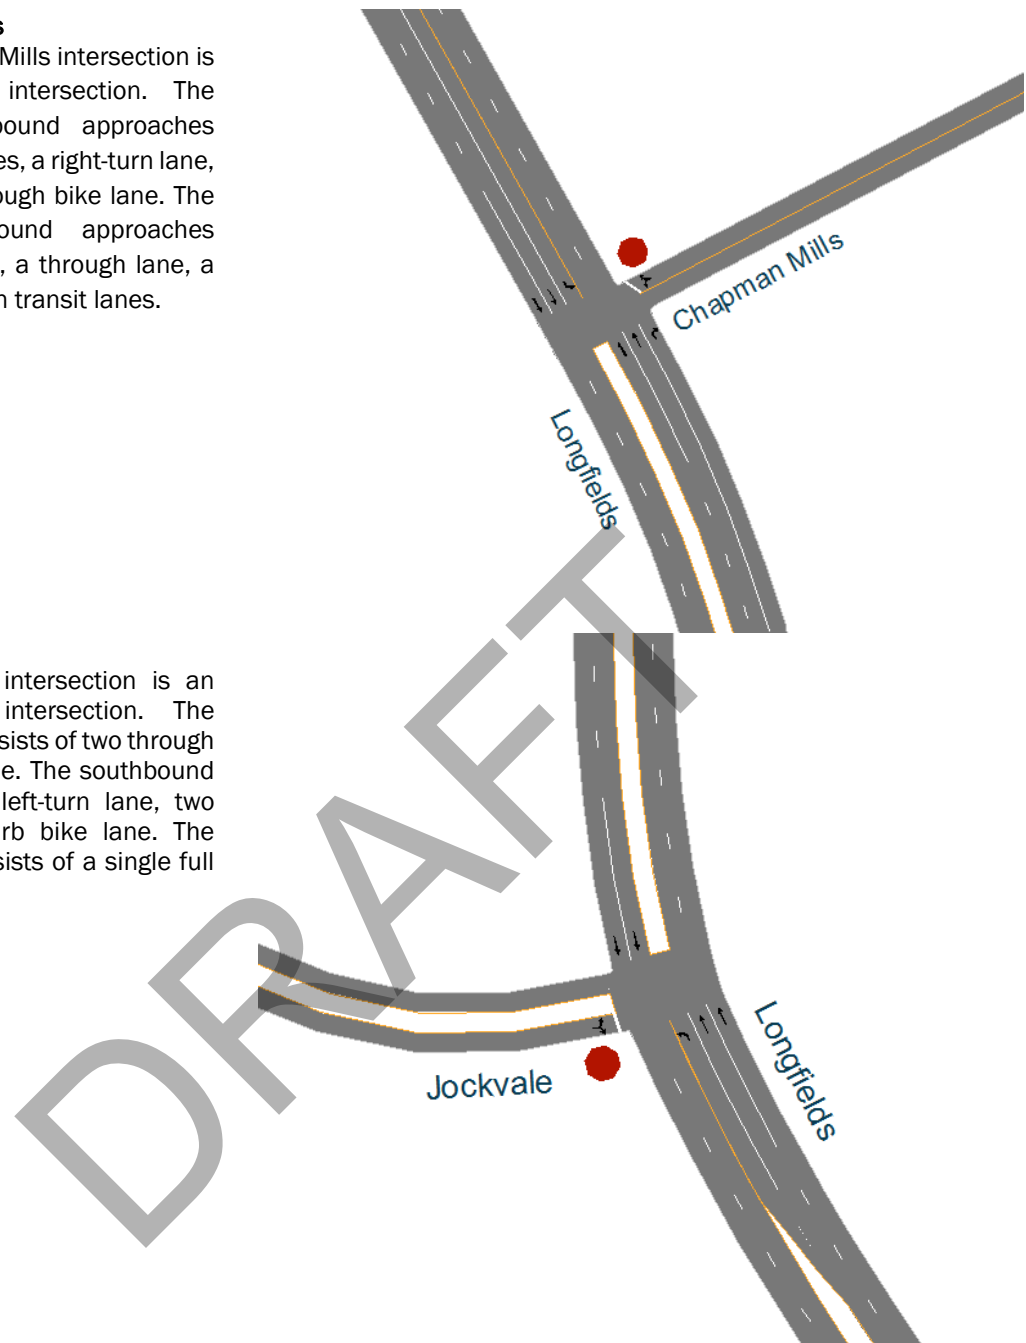 s
Mills intersection is
intersection. The
ound approaches
es, a right-turn lane,
ough bike lane. The
ound approaches
, a through lane, a
n transit lanes.
Chapman Mills
Longfields
intersection is an
intersection. The
sists of two through
e. The southbound
left-turn lane, two
rb bike lane. The
sists of a single full
Jockvale
Longfields
DRAFT